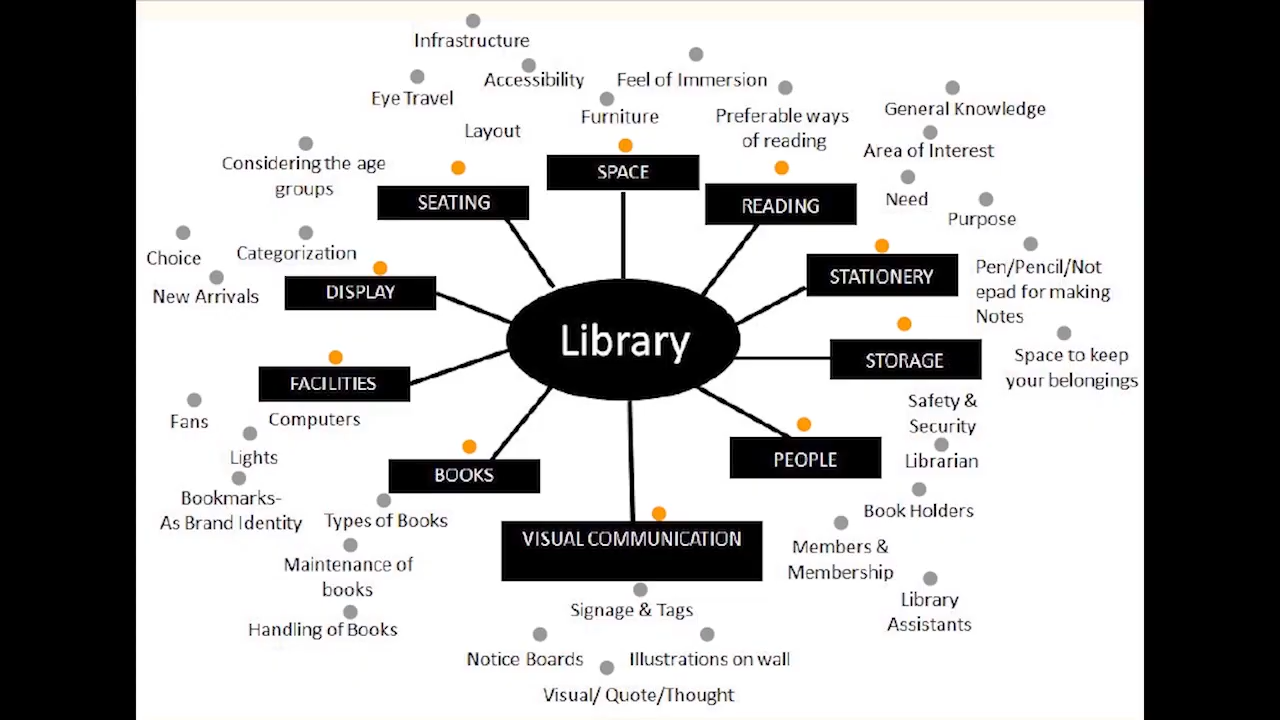 Infrastructure
Accessibility
Feel of Immersion
Eye Travel
Furniture
Preferable ways
of reading
General Knowledge
Layout
Area of Interest
Considering the age
groups
SPACE
Need
SEATING
READING
Purpose
Choice
Categorization
New Arrivals
DISPLAY
STATIONERY
Pen/Pencil/Not
epad for making
Notes
Library
STORAGE
Space to keep
your belongings
FACILITIES
Fans
Computers
Safety &
Security
Lights
PEOPLE
Librarian
BOOKS
Bookmarks-
As Brand Identity
Types of Books
Book Holders
VISUAL COMMUNICATION
Members &
Membership
Maintenance of
books
Library
Assistants
Signage & Tags
Handling of Books
Notice Boards
Illustrations on wall
Visual/ Quote/Thought